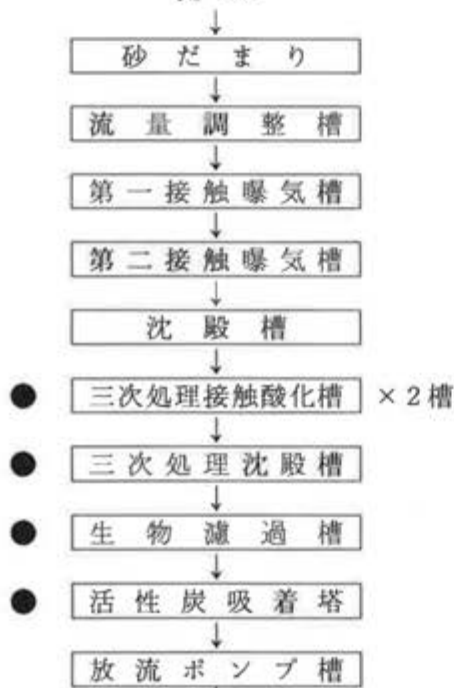 砂だまり
流量調整槽
第一接触曝気槽
第二接触曝気槽
沈殿槽
三次処理接触酸化槽 ×2槽
三次処理沈殿槽
生物濾過槽
活性炭吸着塔
放流ポンプ槽